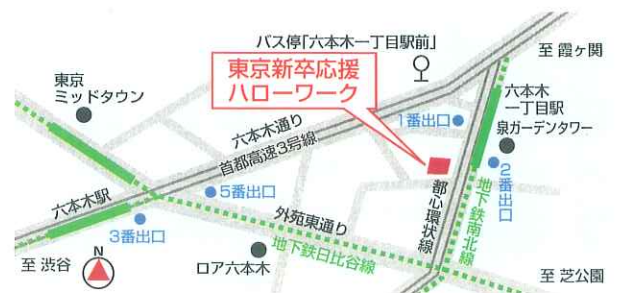 バス停「六本木一丁目駅前」
至 霞ヶ関
東京新卒応援
ハローワーク
東京
ミッドタウン
六本木
一丁目駅
泉ガーデンタワー
1番出口
六本木通り
首都高速3号線
2番出口
5番出口
都心環状線
地下鉄南北線
六本木駅
3番出口
外苑東通り
地下鉄日比谷線
N
至 渋谷
ロア六本木
至 芝公園